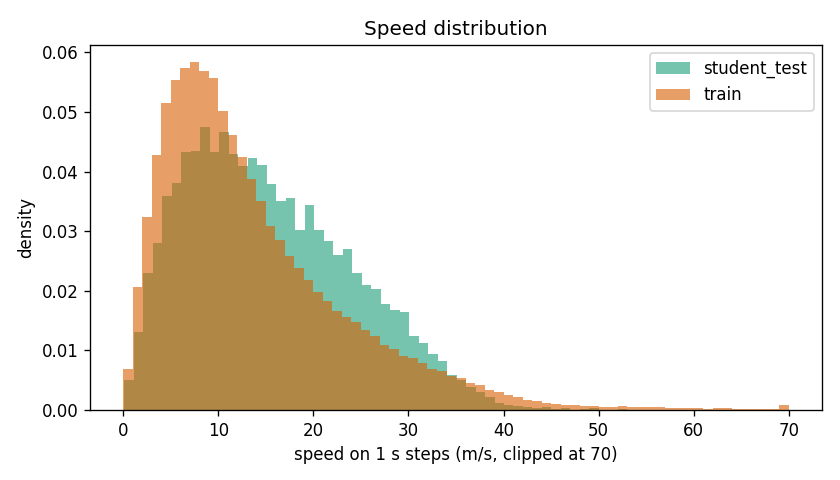 Speed distribution
student_test
train
density
0.06
0.05
0.04
0.03
0.02
0.01
0.00
0 10 20 30 40 50 60 70
speed on 1 s steps (m/s, clipped at 70)